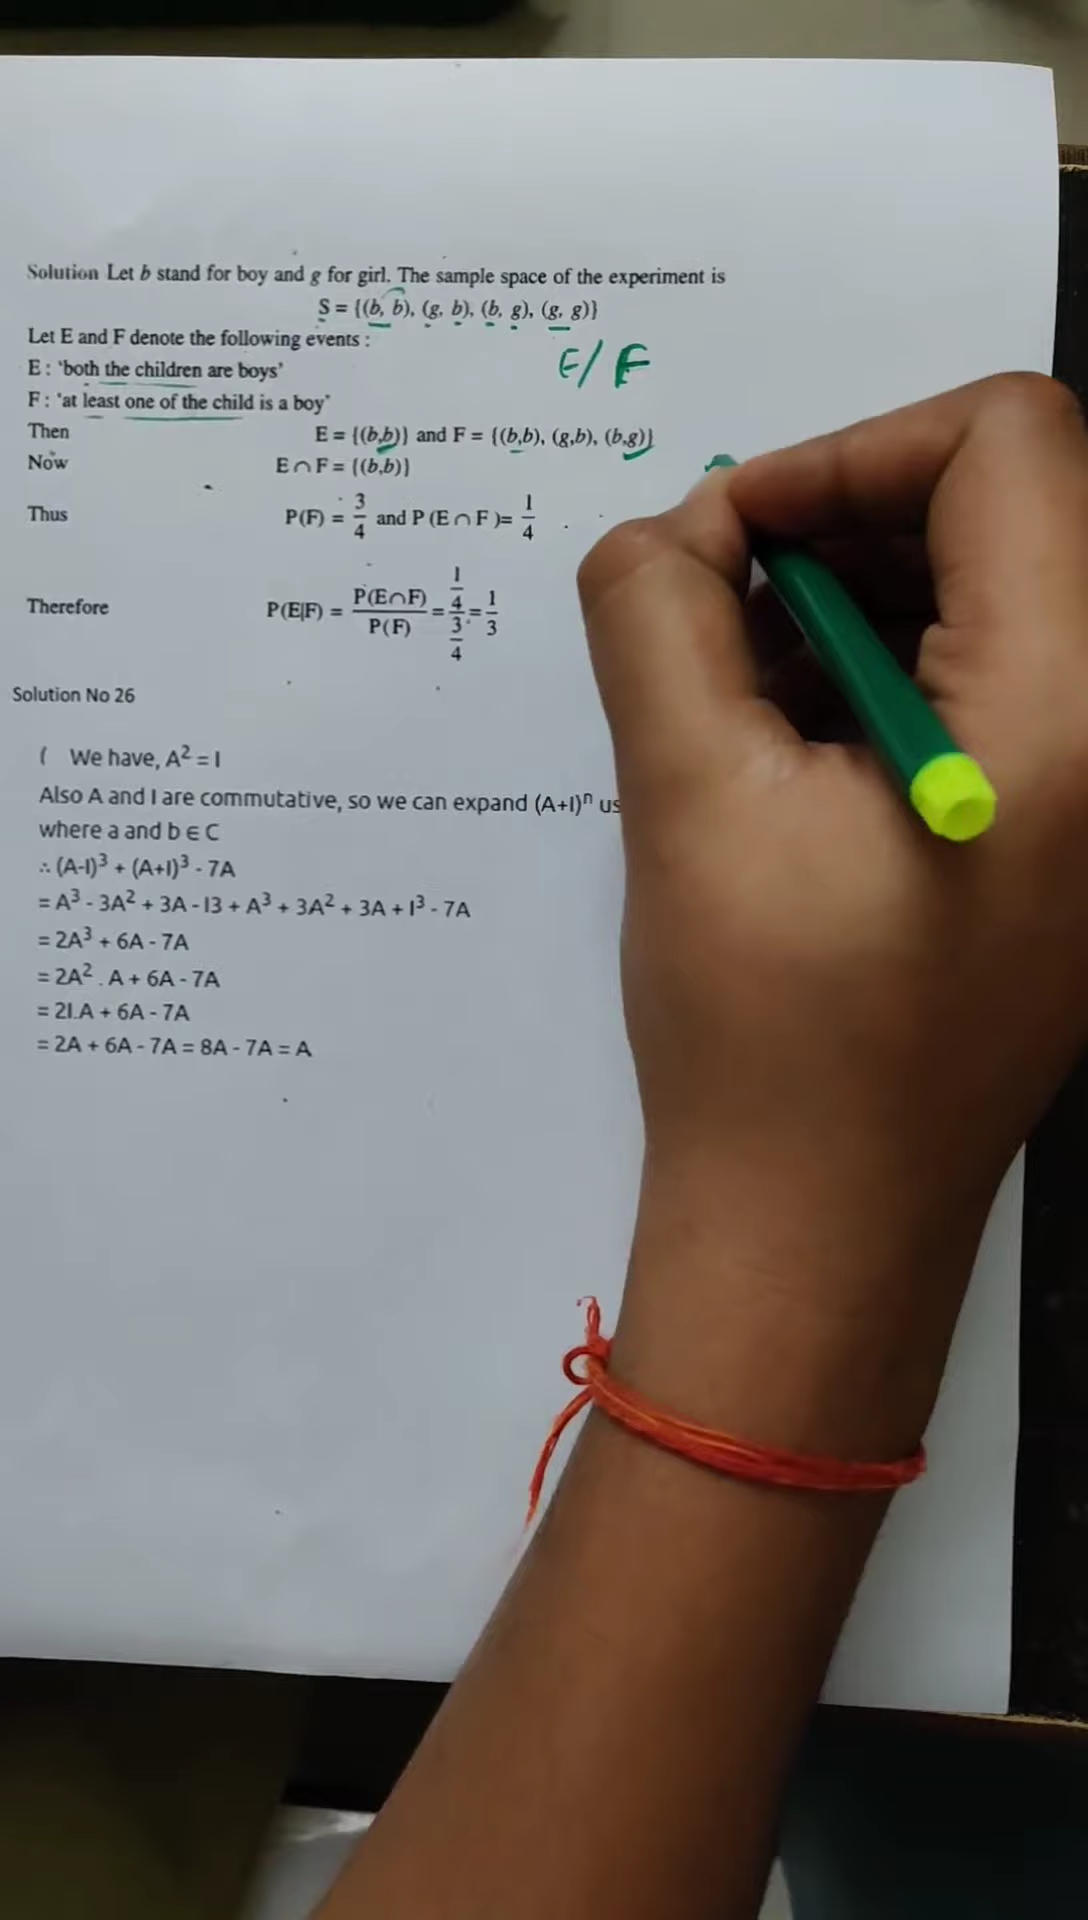 Solution Let b stand for boy and g for girl. The sample space of the experiment is
S = {(b, b), (g, b), (b, g), (g, g)}
Let E and F denote the following events :
E/F
E : 'both the children are boys'
F : 'at least one of the child is a boy'
Then E = {(b,b)} and F = {(b,b), (g,b), (b,g)}
Now E∩F = {(b,b)}
Thus P(F) = 3/4 and P (E∩F )= 1/4
Therefore P(E|F) = P(E∩F)/P(F) = (1/4)/(3/4) = 1/3
Solution No 26
( We have, A² = I
Also A and I are commutative, so we can expand (A+I)ⁿ us
where a and b ∈ C
∴ (A-I)³ + (A+I)³ - 7A
= A³ - 3A² + 3A - I3 + A³ + 3A² + 3A + I³ - 7A
= 2A³ + 6A - 7A
= 2A² . A + 6A - 7A
= 2I.A + 6A - 7A
= 2A + 6A - 7A = 8A - 7A = A